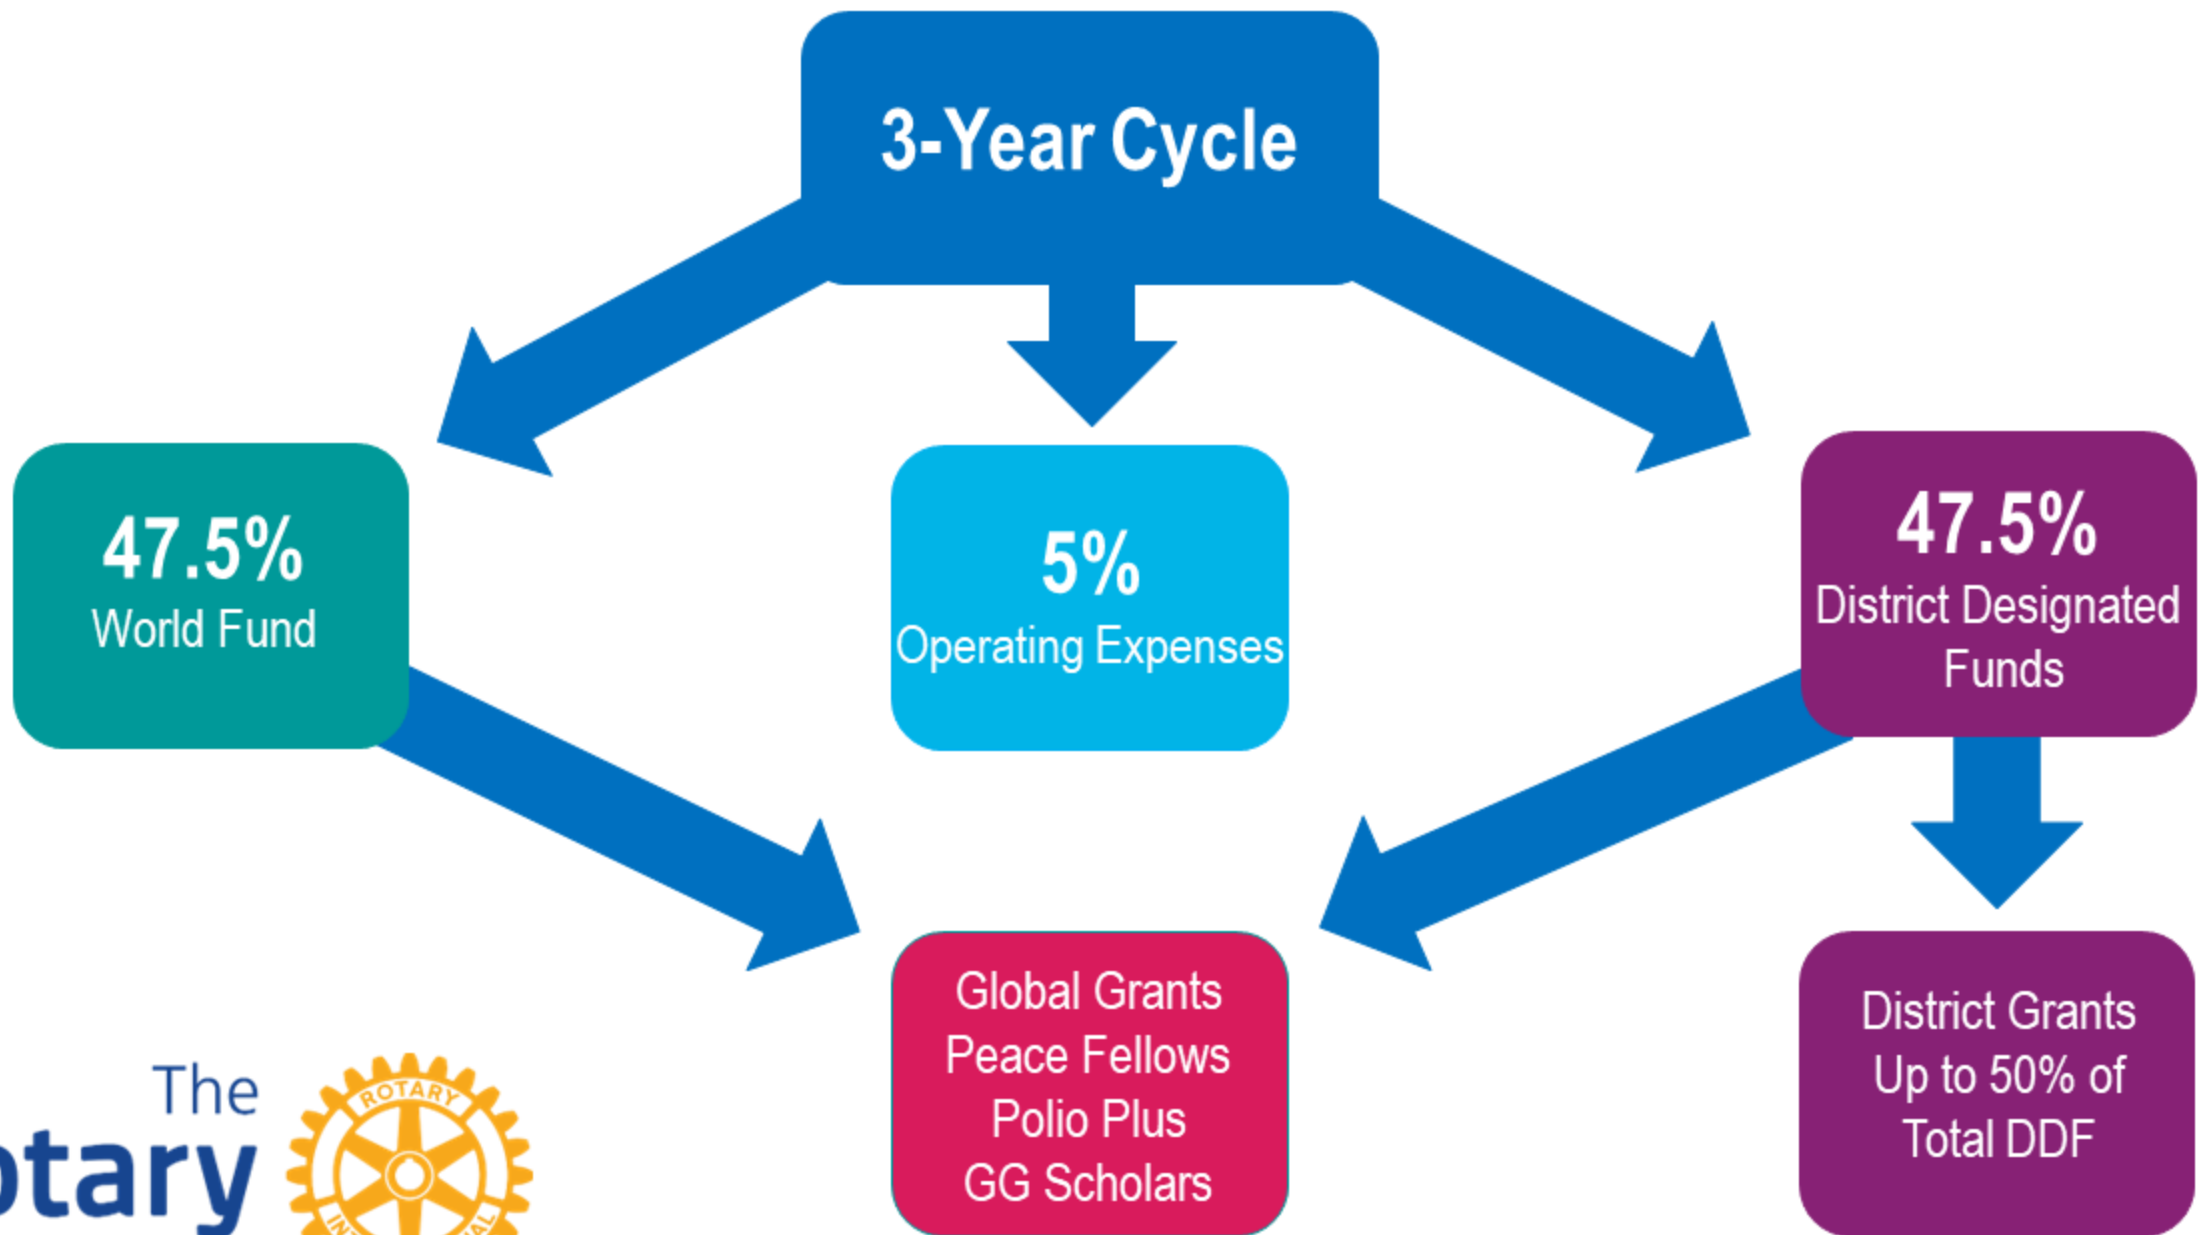 3-Year Cycle
47.5%
World Fund
5%
Operating Expenses
47.5%
District Designated
Funds
Global Grants
Peace Fellows
Polio Plus
GG Scholars
District Grants
Up to 50% of
Total DDF
The
otary
ROTARY